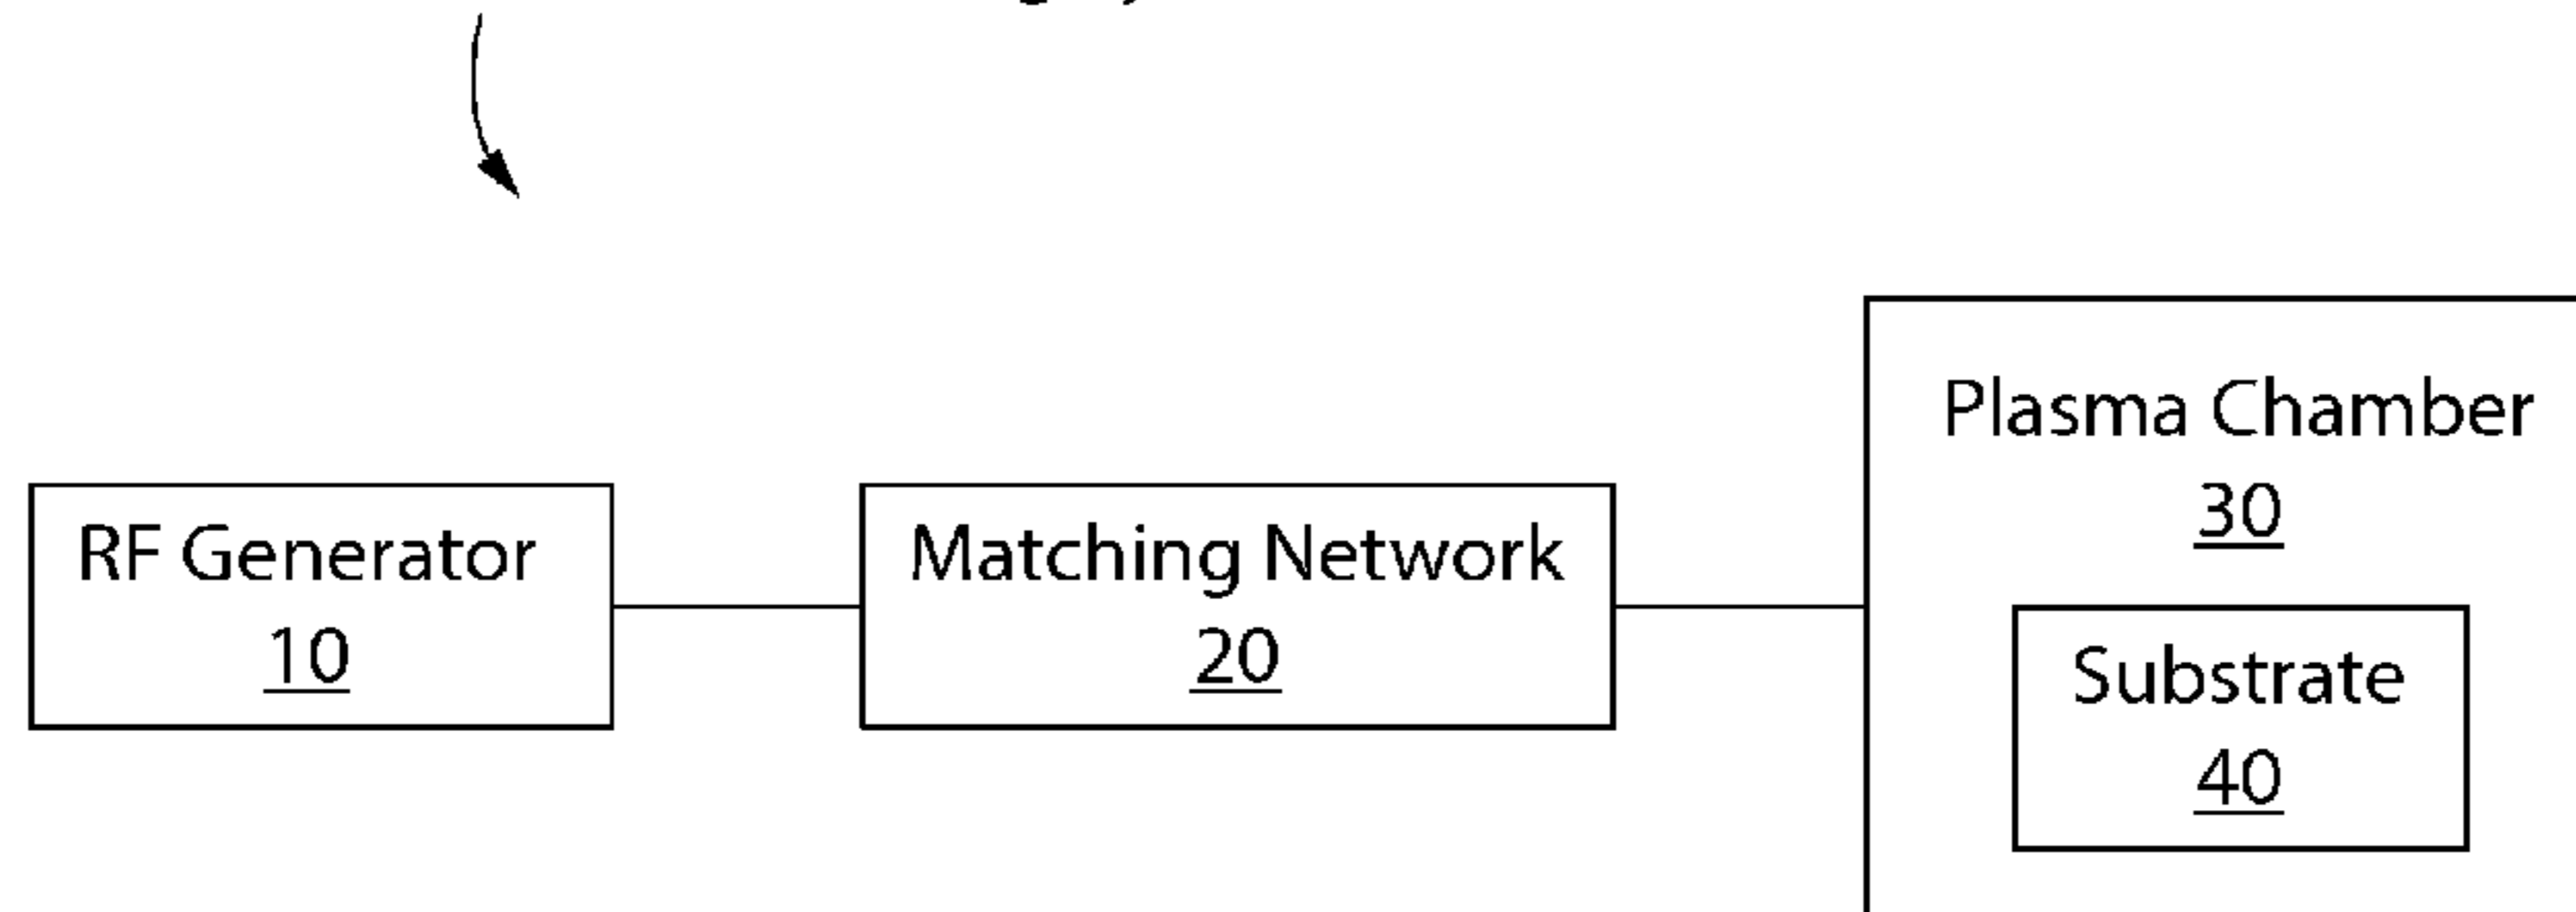 Plasma Chamber
30
RF Generator
10
Matching Network
20
Substrate
40